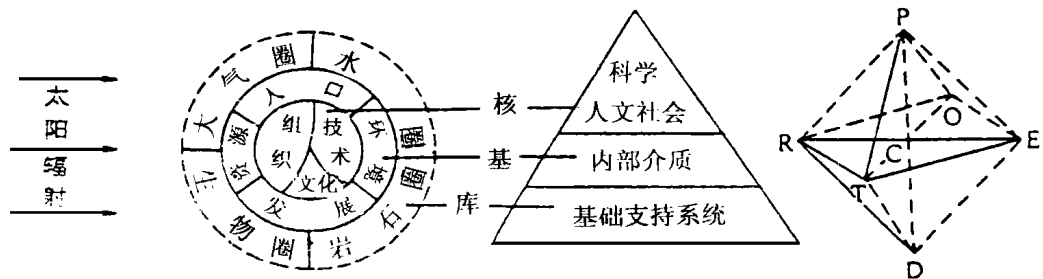 太阳辐射
大气圈
水圈
生物圈
岩石圈
人口
资源
环境
发展
组织
技术
文化
核
基
库
科学
人文社会
内部介质
基础支持系统
P
O
R
E
C
T
D